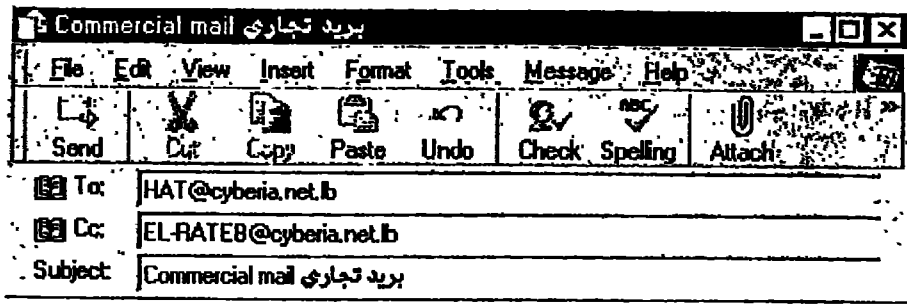 Commercial mail بريد تجاري
File Edit View Insert Format Tools Message Help
Send Cut Copy Paste Undo ABC Check Spelling Attach »
To: HAT@cyberia.net.lb
Cc: EL-RATEB@cyberia.net.lb
Subject: Commercial mail بريد تجاري